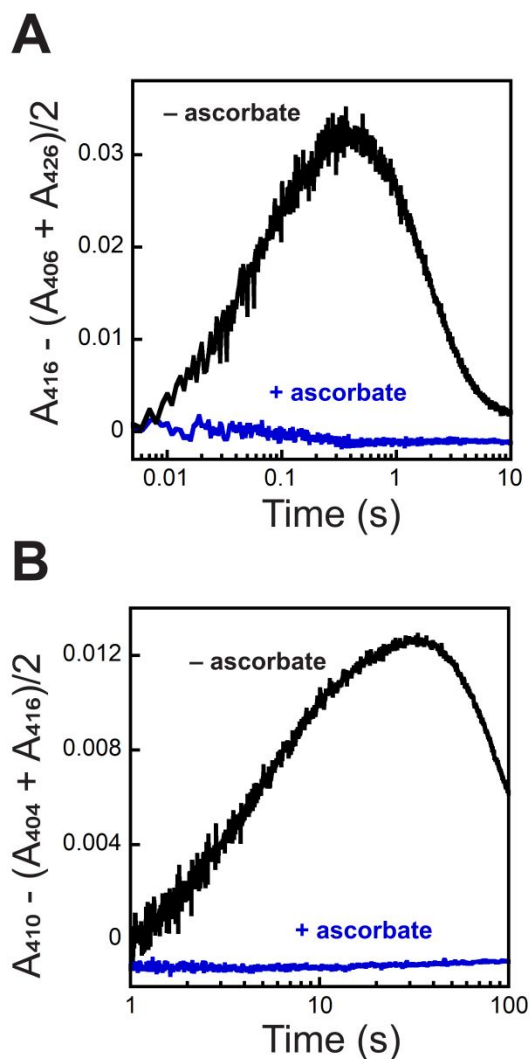 A
A₄₁₆ - (A₄₀₆ + A₄₂₆)/2
– ascorbate
+ ascorbate
0.03
0.02
0.01
0
0.01 0.1 1 10
Time (s)
B
A₄₁₀ - (A₄₀₄ + A₄₁₆)/2
– ascorbate
+ ascorbate
0.012
0.008
0.004
0
1 10 100
Time (s)